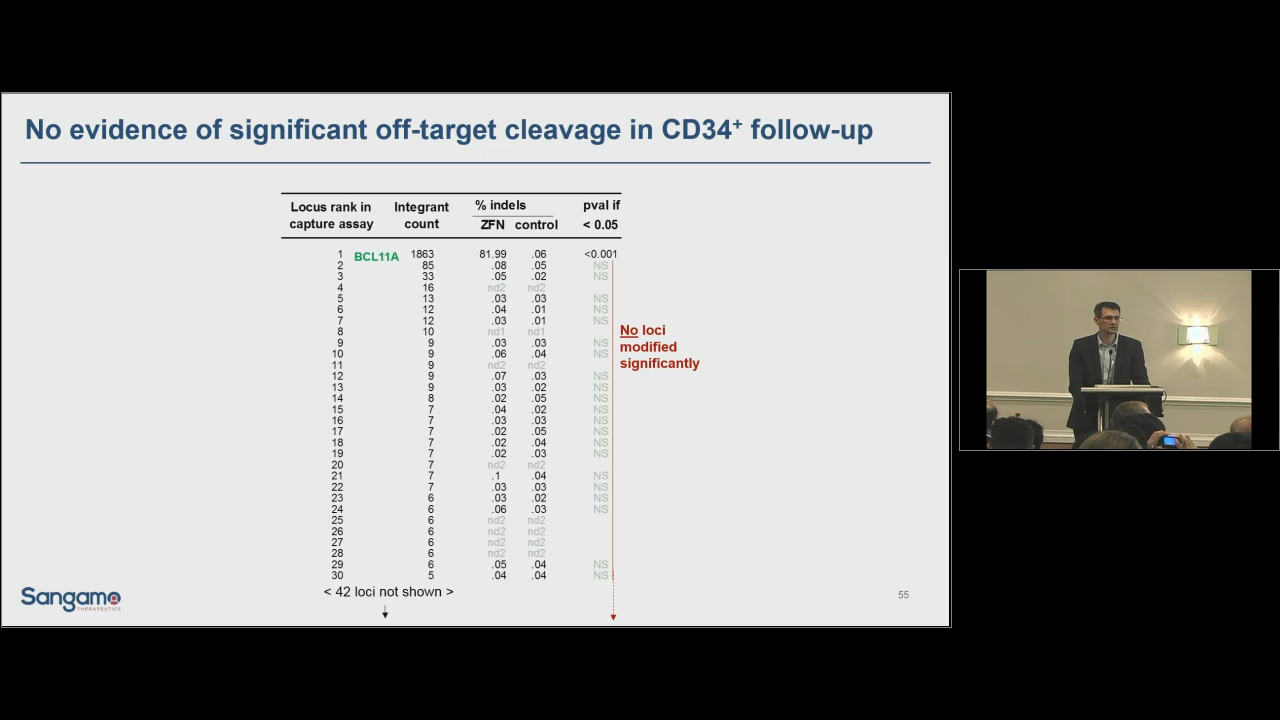 No evidence of significant off-target cleavage in CD34⁺ follow-up
Locus rank in capture assay Integrant count % indels ZFN control pval if < 0.05
1 BCL11A 1863 81.99 .06 <0.001
2 85 .08 .05 NS
3 33 .05 .02 NS
4 16 nd2 nd2
5 13 .03 .03 NS
6 12 .04 .01 NS
7 12 .03 .01 NS
8 10 nd1 nd1
9 9 .03 .03 NS
10 9 .06 .04 NS
11 9 nd2 nd2
12 9 .07 .03 NS
13 9 .03 .02 NS
14 8 .02 .05 NS
15 7 .04 .02 NS
16 7 .03 .03 NS
17 7 .02 .05 NS
18 7 .02 .04 NS
19 7 .02 .03 NS
20 7 nd2 nd2
21 7 .1 .04 NS
22 7 .03 .03 NS
23 6 .03 .02 NS
24 6 .06 .03 NS
25 6 nd2 nd2
26 6 nd2 nd2
27 6 nd2 nd2
28 6 nd2 nd2
29 6 .05 .04 NS
30 5 .04 .04 NS
< 42 loci not shown >
No loci
modified
significantly
Sangamo
THERAPEUTICS
55